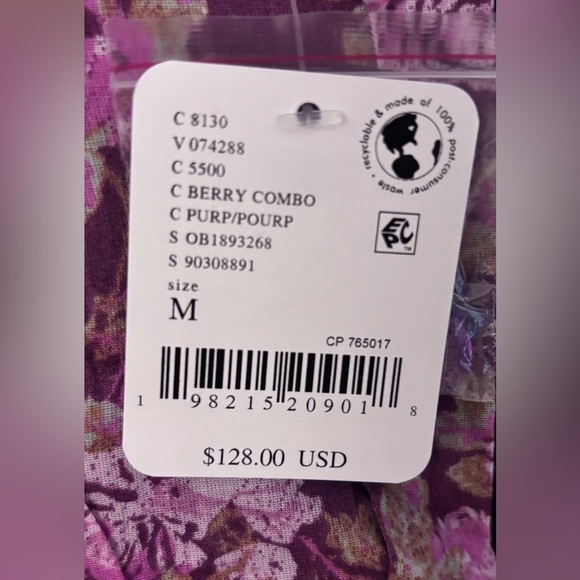 C 8130
V 074288
C 5500
C BERRY COMBO
C PURP/POURP
S OB1893268
S 90308891
size
M
recyclable & made of 100% post-consumer waste •
EPC™
CP 765017
1 98215 20901 8
$128.00 USD